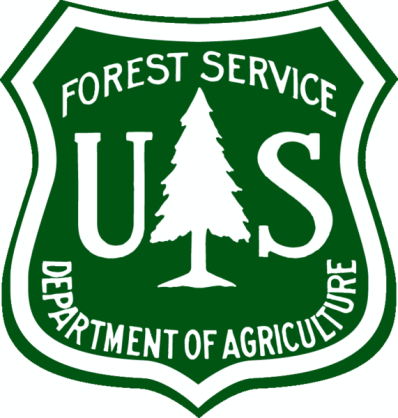 FOREST SERVICE
U S
DEPARTMENT OF AGRICULTURE